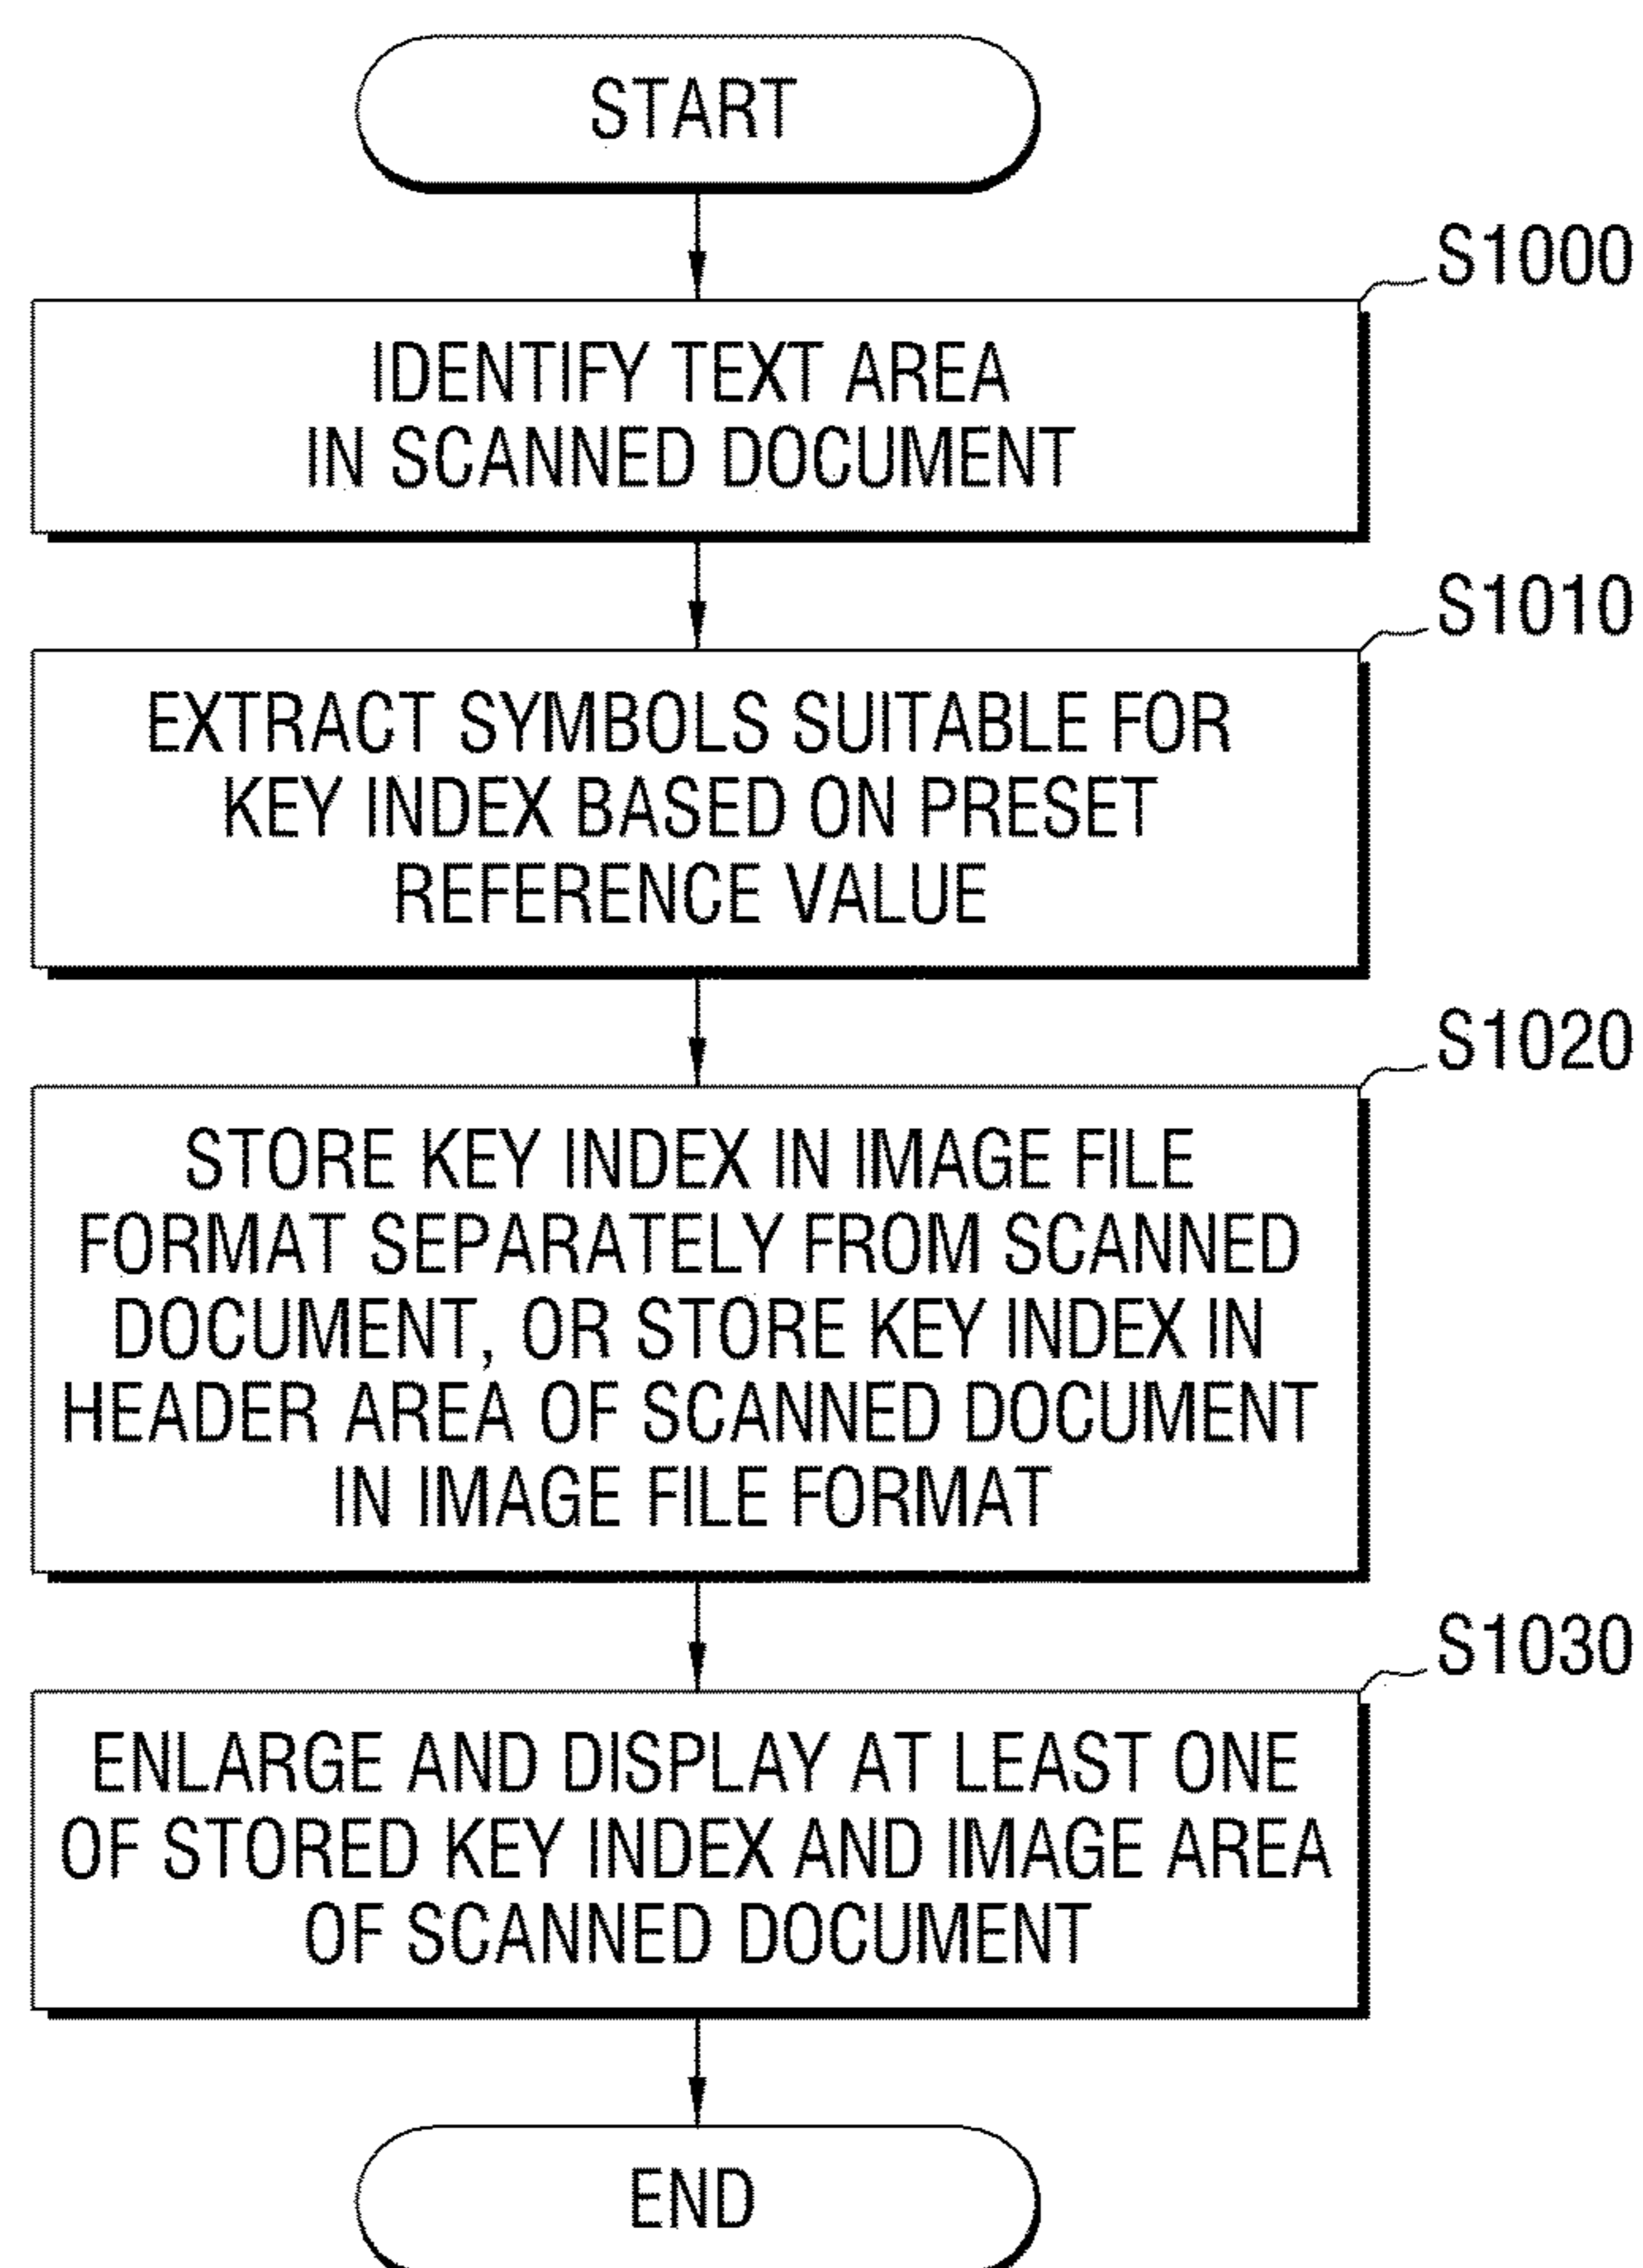 START
S1000
IDENTIFY TEXT AREA
IN SCANNED DOCUMENT
S1010
EXTRACT SYMBOLS SUITABLE FOR
KEY INDEX BASED ON PRESET
REFERENCE VALUE
S1020
STORE KEY INDEX IN IMAGE FILE
FORMAT SEPARATELY FROM SCANNED
DOCUMENT, OR STORE KEY INDEX IN
HEADER AREA OF SCANNED DOCUMENT
IN IMAGE FILE FORMAT
S1030
ENLARGE AND DISPLAY AT LEAST ONE
OF STORED KEY INDEX AND IMAGE AREA
OF SCANNED DOCUMENT
END